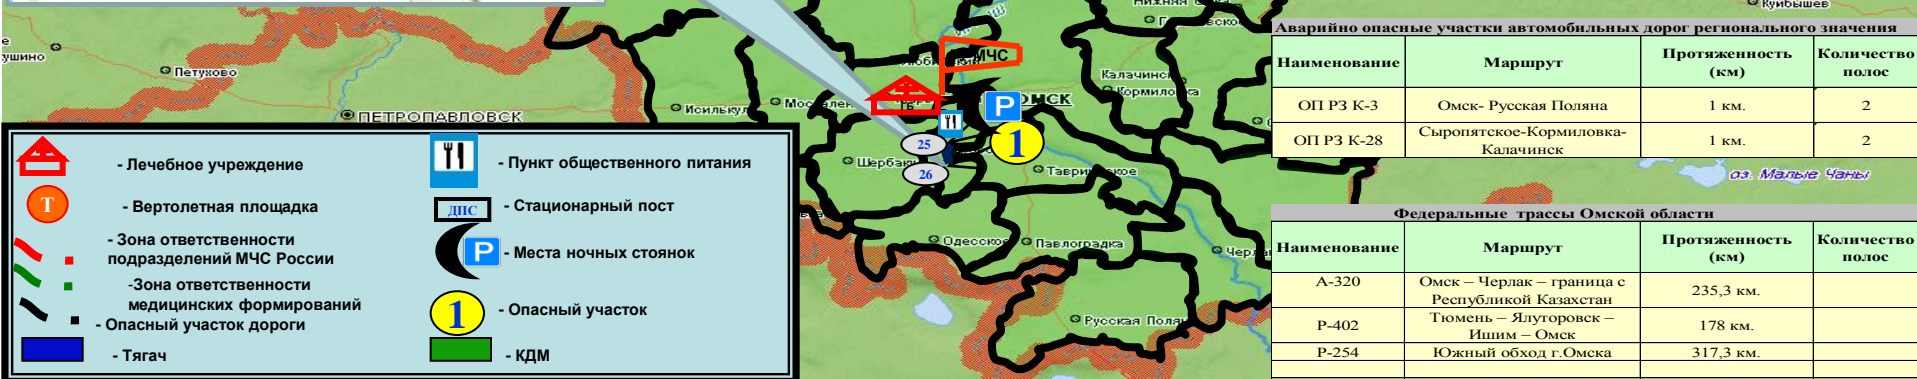 Куйбышев
ушино
Петухово
ПЕТРОПАВЛОВСК
Исилькуль
МЧС
Калачинск
Кормиловка
ОМСК
P
1
25
26
Таврическое
Одесское
Павлоградка
Русская Поляна
оз. Малые Чаны
- Лечебное учреждение
Т
- Вертолетная площадка
- Зона ответственности
подразделений МЧС России
-Зона ответственности
медицинских формирований
- Опасный участок дороги
- Тягач
- Пункт общественного питания
ДПС
- Стационарный пост
P
- Места ночных стоянок
1
- Опасный участок
- КДМ
Аварийно опасные участки автомобильных дорог регионального значения
Наименование Маршрут Протяженность (км) Количество полос
ОП РЗ К-3 Омск- Русская Поляна 1 км. 2
ОП РЗ К-28 Сыропятское-Кормиловка-Калачинск 1 км. 2
Федеральные трассы Омской области
Наименование Маршрут Протяженность (км) Количество полос
А-320 Омск – Черлак – граница с Республикой Казахстан 235,3 км.
Р-402 Тюмень – Ялуторовск – Ишим – Омск 178 км.
Р-254 Южный обход г.Омска 317,3 км.